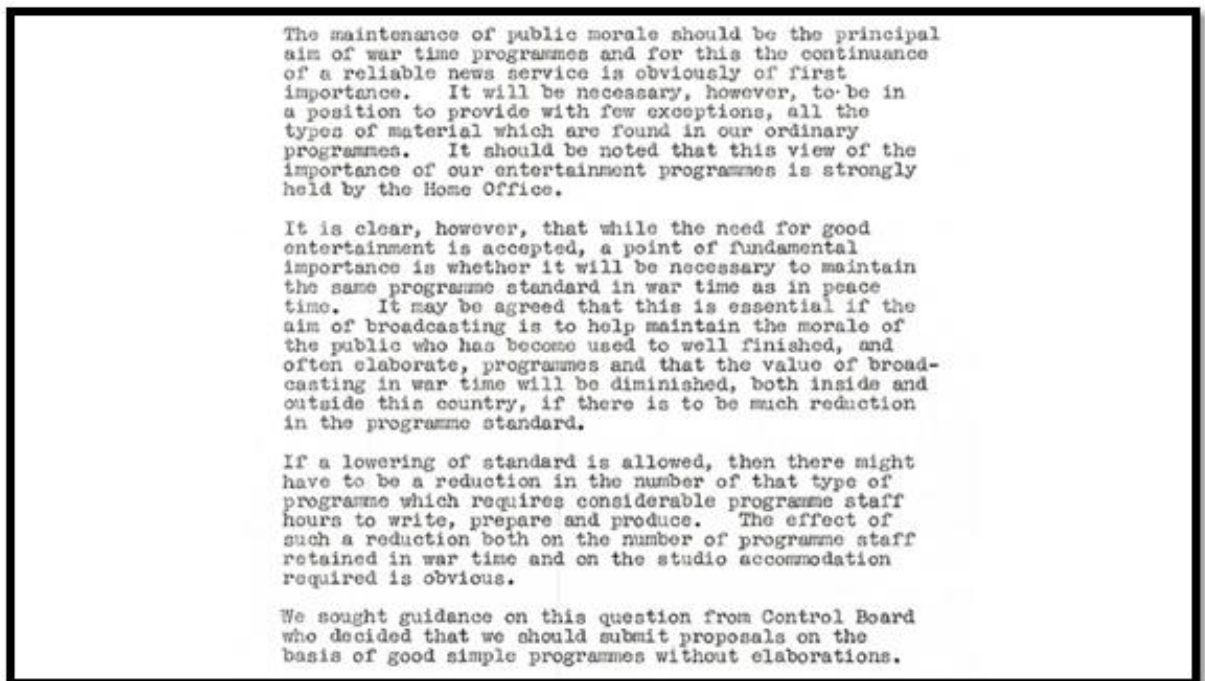 The maintenance of public morale should be the principal
aim of war time programmes and for this the continuance
of a reliable news service is obviously of first
importance. It will be necessary, however, to be in
a position to provide with few exceptions, all the
types of material which are found in our ordinary
programmes. It should be noted that this view of the
importance of our entertainment programmes is strongly
held by the Home Office.
It is clear, however, that while the need for good
entertainment is accepted, a point of fundamental
importance is whether it will be necessary to maintain
the same programme standard in war time as in peace
time. It may be agreed that this is essential if the
aim of broadcasting is to help maintain the morale of
the public who has become used to well finished, and
often elaborate, programmes and that the value of broad-
casting in war time will be diminished, both inside and
outside this country, if there is to be much reduction
in the programme standard.
If a lowering of standard is allowed, then there might
have to be a reduction in the number of that type of
programme which requires considerable programme staff
hours to write, prepare and produce. The effect of
such a reduction both on the number of programme staff
retained in war time and on the studio accommodation
required is obvious.
We sought guidance on this question from Control Board
who decided that we should submit proposals on the
basis of good simple programmes without elaborations.